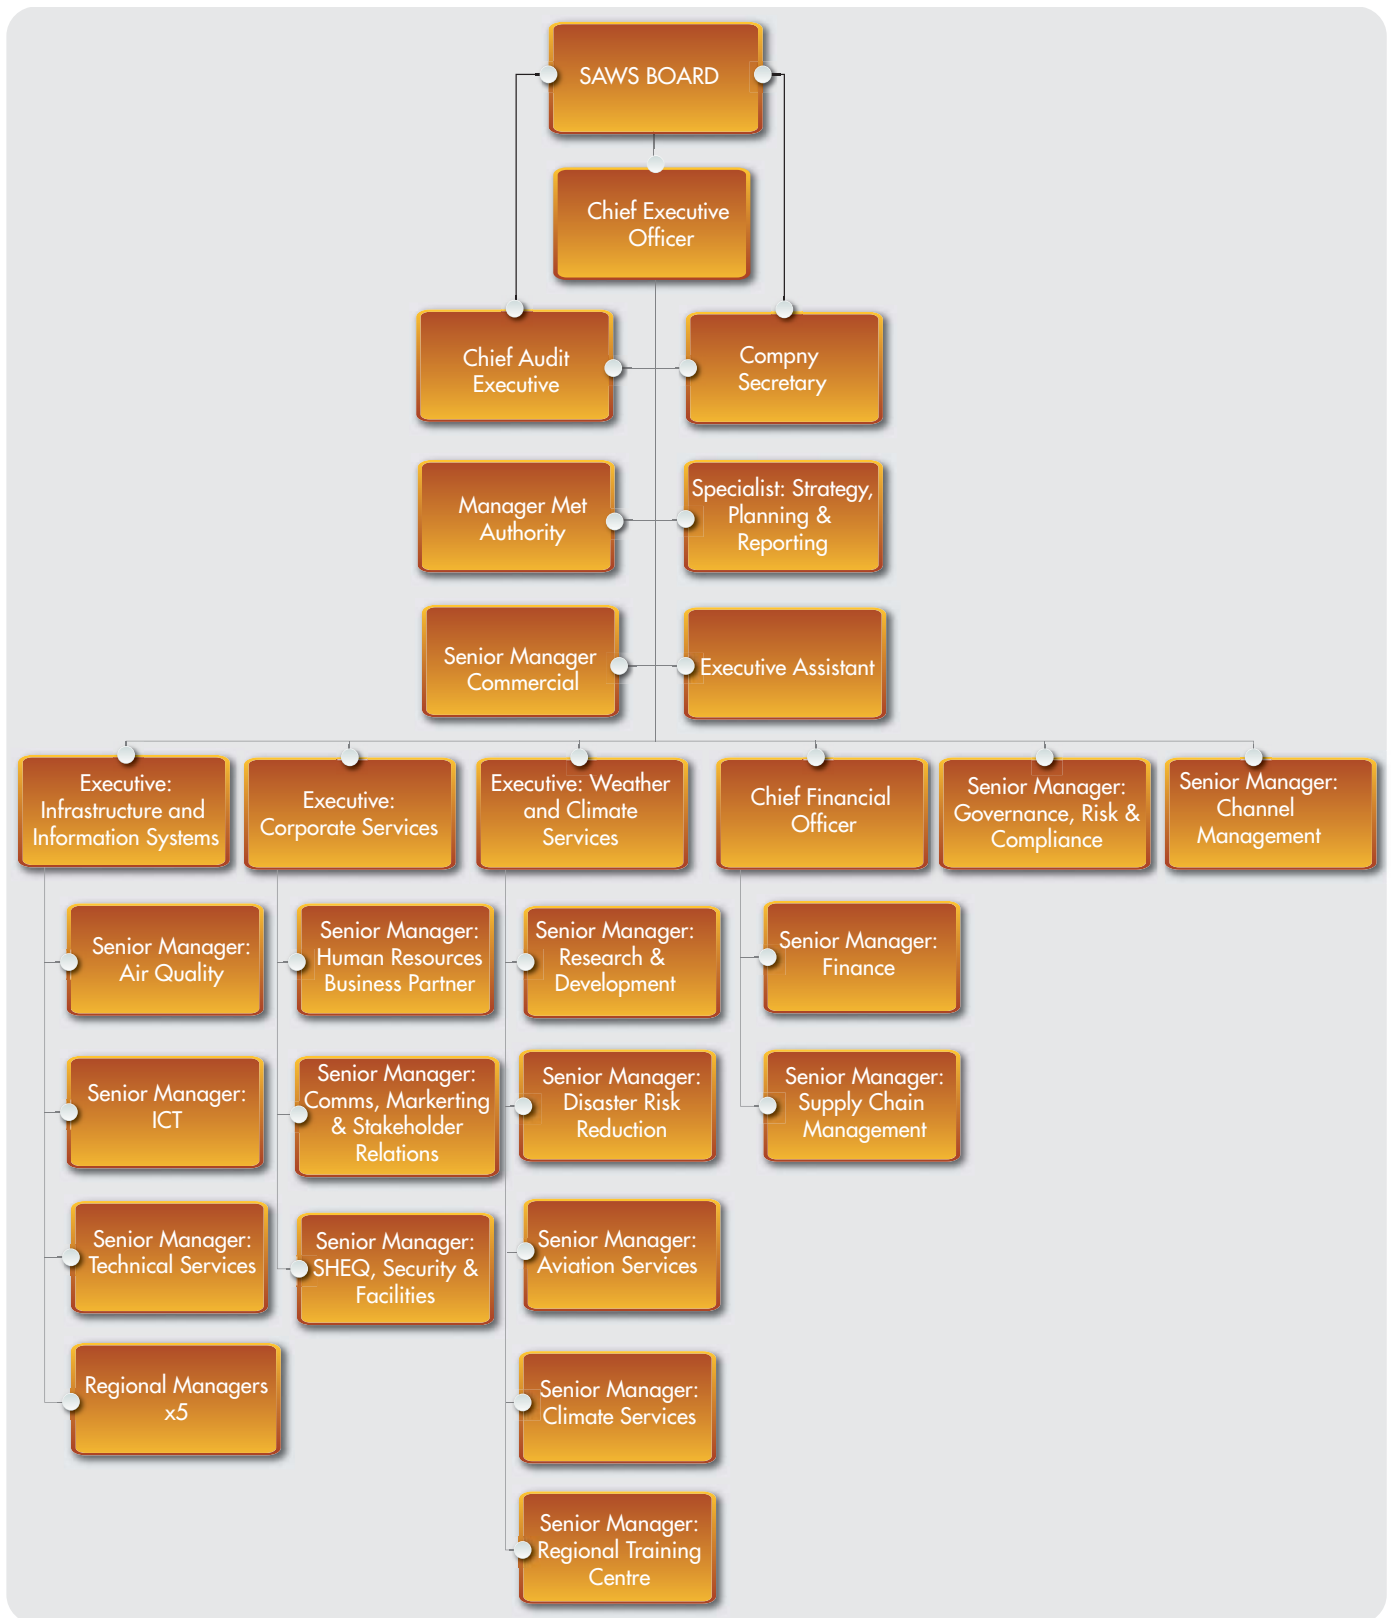 SAWS BOARD
Chief Executive
Officer
Chief Audit
Executive
Compny
Secretary
Manager Met
Authority
Specialist: Strategy,
Planning &
Reporting
Senior Manager
Commercial
Executive Assistant
Executive:
Infrastructure and
Information Systems
Executive:
Corporate Services
Executive: Weather
and Climate
Services
Chief Financial
Officer
Senior Manager:
Governance, Risk &
Compliance
Senior Manager:
Channel
Management
Senior Manager:
Air Quality
Senior Manager:
Human Resources
Business Partner
Senior Manager:
Research &
Development
Senior Manager:
Finance
Senior Manager:
ICT
Senior Manager:
Comms, Markerting
& Stakeholder
Relations
Senior Manager:
Disaster Risk
Reduction
Senior Manager:
Supply Chain
Management
Senior Manager:
Technical Services
Senior Manager:
SHEQ, Security &
Facilities
Senior Manager:
Aviation Services
Regional Managers
x5
Senior Manager:
Climate Services
Senior Manager:
Regional Training
Centre